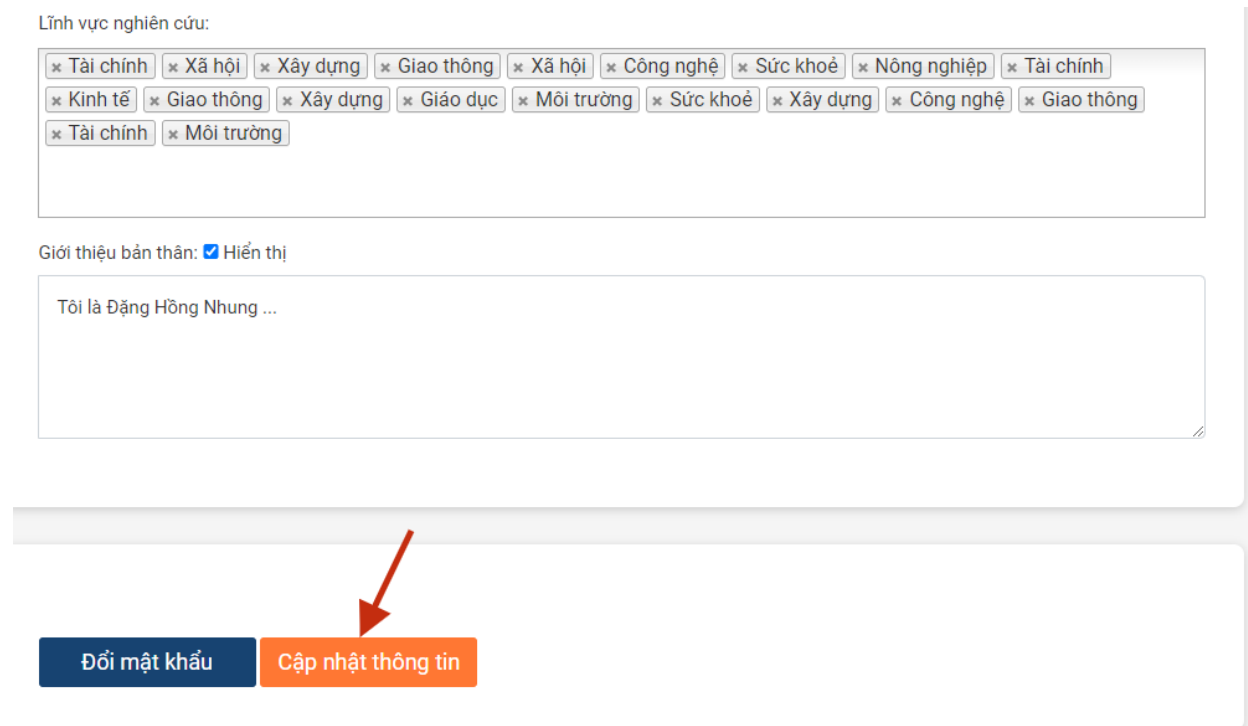 Lĩnh vực nghiên cứu:
× Tài chính × Xã hội × Xây dựng × Giao thông × Xã hội × Công nghệ × Sức khoẻ × Nông nghiệp × Tài chính
× Kinh tế × Giao thông × Xây dựng × Giáo dục × Môi trường × Sức khoẻ × Xây dựng × Công nghệ × Giao thông
× Tài chính × Môi trường
Giới thiệu bản thân: Hiển thị
Tôi là Đặng Hồng Nhung ...
Đổi mật khẩu Cập nhật thông tin